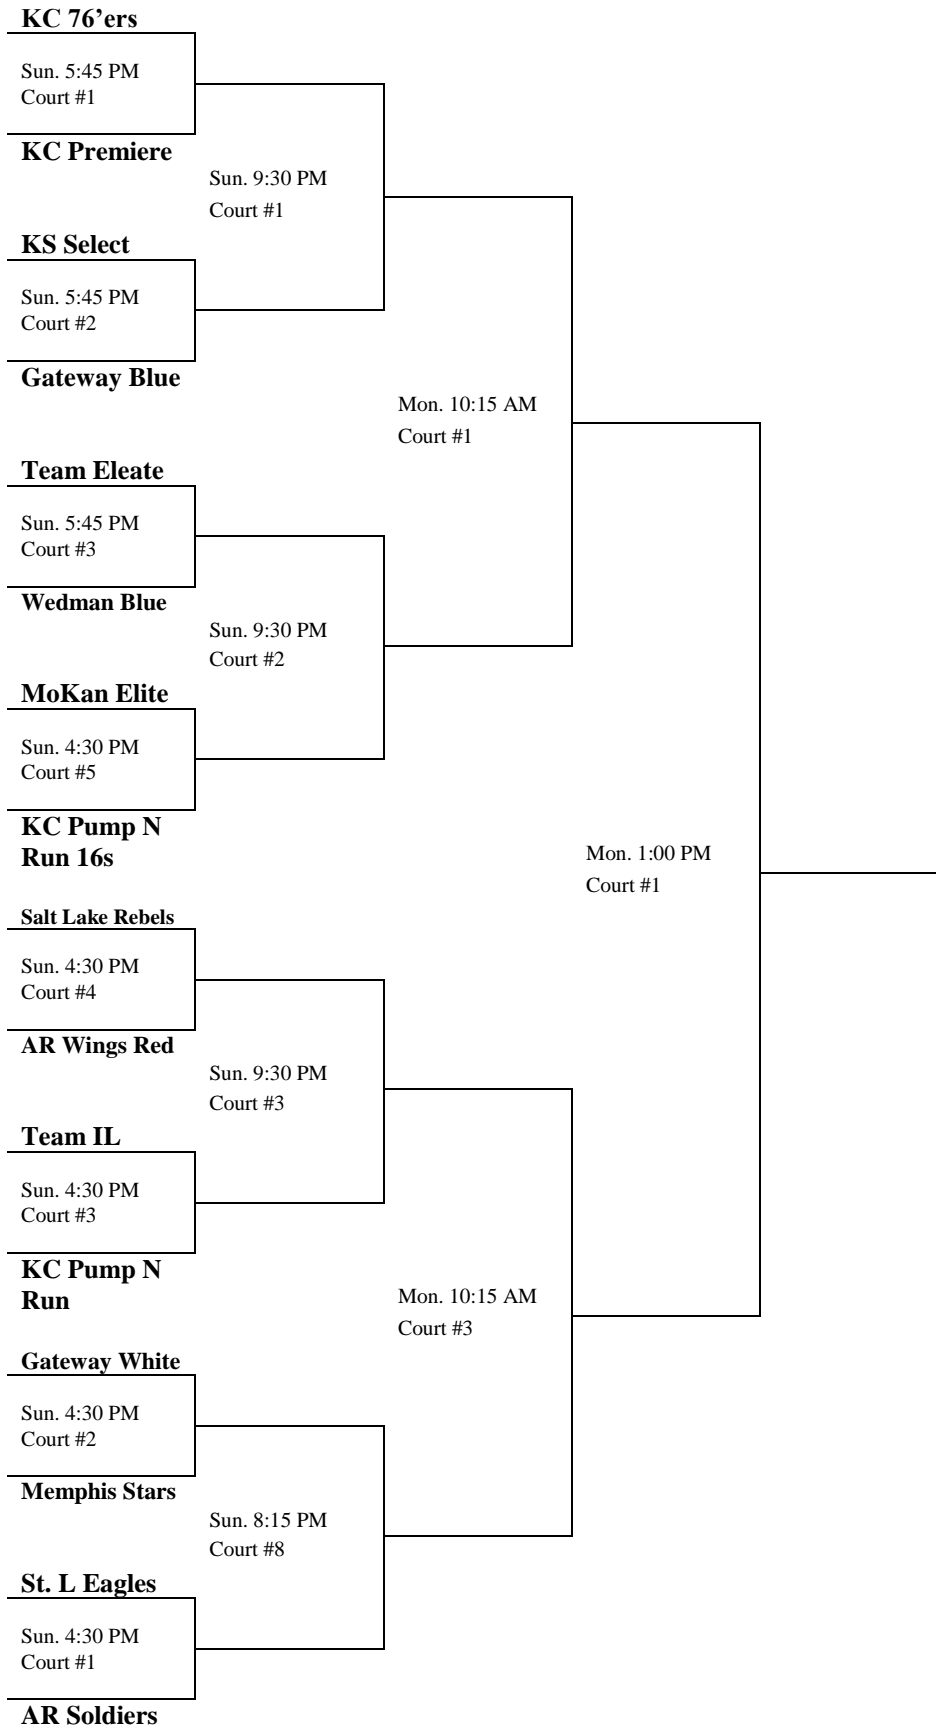 KC 76’ers
Sun. 5:45 PM
Court #1
KC Premiere
Sun. 9:30 PM
Court #1
KS Select
Sun. 5:45 PM
Court #2
Gateway Blue
Mon. 10:15 AM
Court #1
Team Eleate
Sun. 5:45 PM
Court #3
Wedman Blue
Sun. 9:30 PM
Court #2
MoKan Elite
Sun. 4:30 PM
Court #5
KC Pump N
Run 16s
Mon. 1:00 PM
Court #1
Salt Lake Rebels
Sun. 4:30 PM
Court #4
AR Wings Red
Sun. 9:30 PM
Court #3
Team IL
Sun. 4:30 PM
Court #3
KC Pump N
Run
Mon. 10:15 AM
Court #3
Gateway White
Sun. 4:30 PM
Court #2
Memphis Stars
Sun. 8:15 PM
Court #8
St. L Eagles
Sun. 4:30 PM
Court #1
AR Soldiers